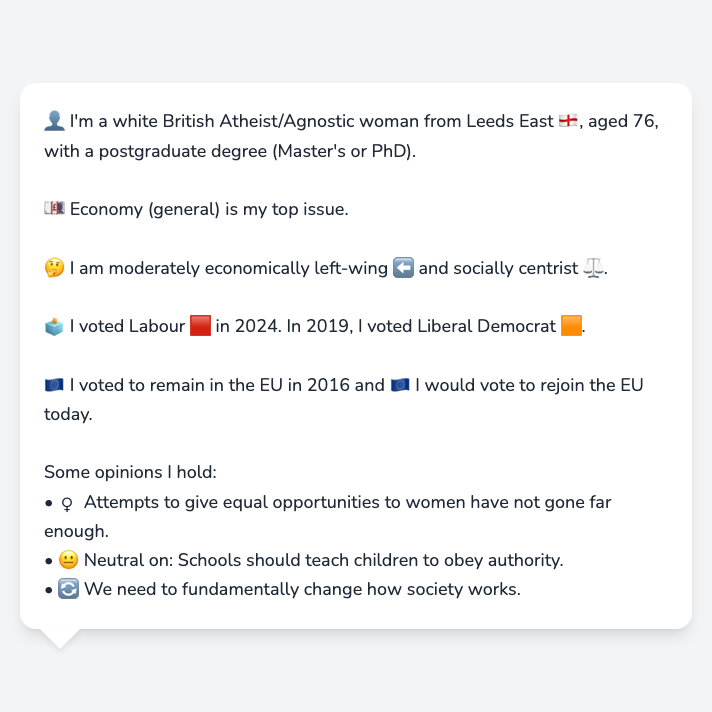 👤 I'm a white British Atheist/Agnostic woman from Leeds East 🏴󠁧󠁢󠁥󠁮󠁧󠁿, aged 76,
with a postgraduate degree (Master's or PhD).
💷 Economy (general) is my top issue.
🤔 I am moderately economically left-wing ⬅️ and socially centrist ⚖️.
🗳️ I voted Labour 🟥 in 2024. In 2019, I voted Liberal Democrat 🟧.
🇪🇺 I voted to remain in the EU in 2016 and 🇪🇺 I would vote to rejoin the EU
today.
Some opinions I hold:
• ♀️ Attempts to give equal opportunities to women have not gone far
enough.
• 😐 Neutral on: Schools should teach children to obey authority.
• 🔄 We need to fundamentally change how society works.